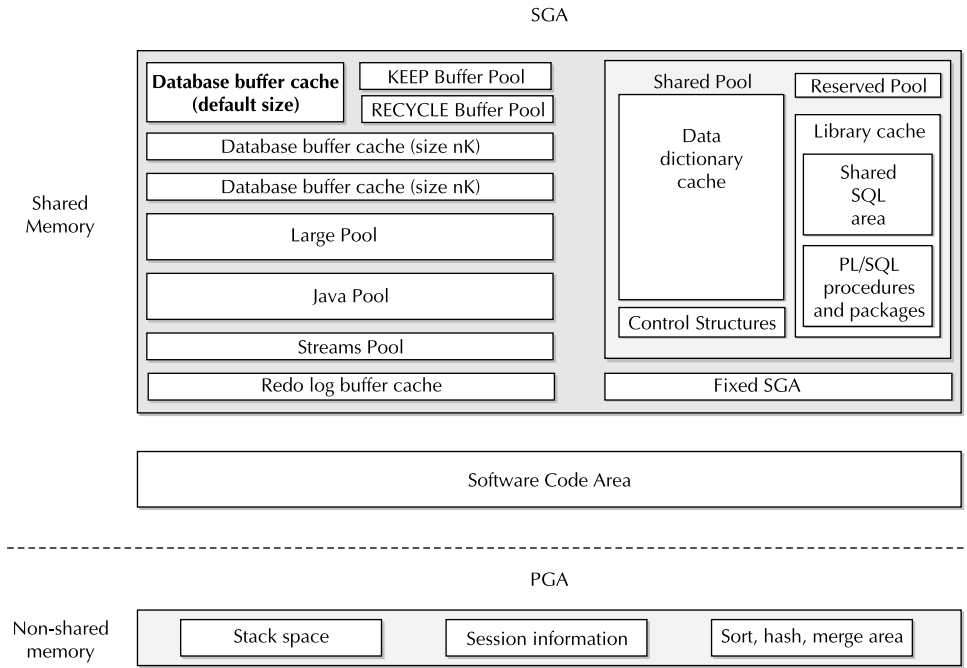 SGA
Shared
Memory
Database buffer cache
(default size)
KEEP Buffer Pool
RECYCLE Buffer Pool
Database buffer cache (size nK)
Database buffer cache (size nK)
Large Pool
Java Pool
Streams Pool
Redo log buffer cache
Shared Pool
Data
dictionary
cache
Control Structures
Reserved Pool
Library cache
Shared
SQL
area
PL/SQL
procedures
and packages
Fixed SGA
Software Code Area
PGA
Non-shared
memory
Stack space
Session information
Sort, hash, merge area